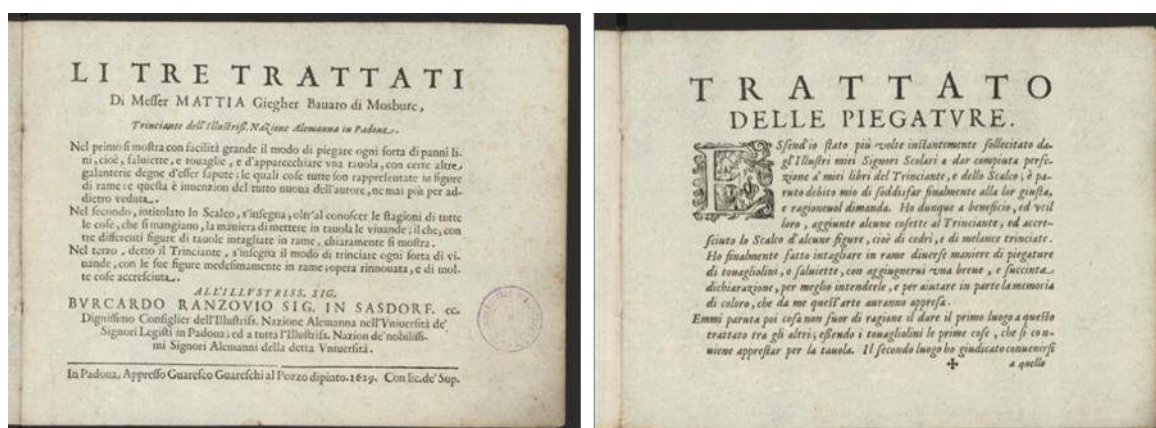 LI TRE TRATTATI
Di Meſſer MATTIA Giegher Bauaro di Mosburc,
Trinciante dell'Illuſtriſſ. Nazione Alemanna in Padoua.
Nel primo ſi moſtra con facilità grande il modo di piegare ogni ſorta di panni li-
ni, cioè, ſaluiette, e touaglie, e d'apparecchiare vna tauola, con certe altre
galanterie degne d'eſſer ſapute: le quali coſe tutte ſon rappreſentate in figure
di rame: e queſta è inuenzion del tutto nuoua dell'autore, ne mai più per ad-
dietro veduta.
Nel ſecondo, intitolato lo Scalco, s'inſegna, oltr'al conoſcer le ſtagioni di tutte
le coſe, che ſi mangiano, la maniera di mettere in tauola le viuande: il che, con
tre differenti figure di tauole intagliate in rame, chiaramente ſi moſtra.
Nel terzo, detto il Trinciante, s'inſegna il modo di trinciare ogni ſorta di vi-
uande, con le ſue figure medeſimamente in rame; opera rinnouata, e di mol-
te coſe accreſciuta.
ALL'ILLVSTRISS. SIG.
BVRCARDO RANZOVIO SIG. IN SASDORF. ec.
Digniſſimo Conſiglier dell'Illuſtriſſ. Nazione Alemanna nell'Vniuerſità de'
Signori Legiſti in Padoua; ed a tutta l'Illuſtriſſ. Nazion de' nobiliſſi-
mi Signori Alemanni della detta Vniuerſità.
In Padoua, Appreſſo Guareſco Guareſchi al Pozzo dipinto. 1629. Con lic. de' Sup.
TRATTATO
DELLE PIEGATVRE.
ESſend'io ſtato più volte inſtantemente ſollecitato da-
gl'Illuſtri miei Signori Scolari a dar compiuta perfe-
zione a' miei libri del Trinciante, e dello Scalco, è pa-
ruto debito mio di ſoddisfar finalmente alla lor giuſta,
e ragioneuol dimanda. Ho dunque a beneficio, ed vtil
loro, aggiunte alcune coſette al Trinciante, ed accre-
ſciuto lo Scalco d'alcune figure, cioè di cedri, e di melance trinciate.
Ho finalmente fatto intagliare in rame diuerſe maniere di piegature
di touagliolini, o ſaluiette, con aggiugnerui vna breue, e ſuccinta
dichiarazione, per meglio intenderle, e per aiutare in parte la memoria
di coloro, che da me queſt'arte auranno appreſa.
Emmi paruta poi coſa non fuor di ragione il dare il primo luogo a queſto
trattato tra gli altri, eſſendo i touagliolini le prime coſe, che ſi con-
uiene appreſtar per la tauola. Il ſecondo luogo ho giudicato conuenirſi
✤ a quello